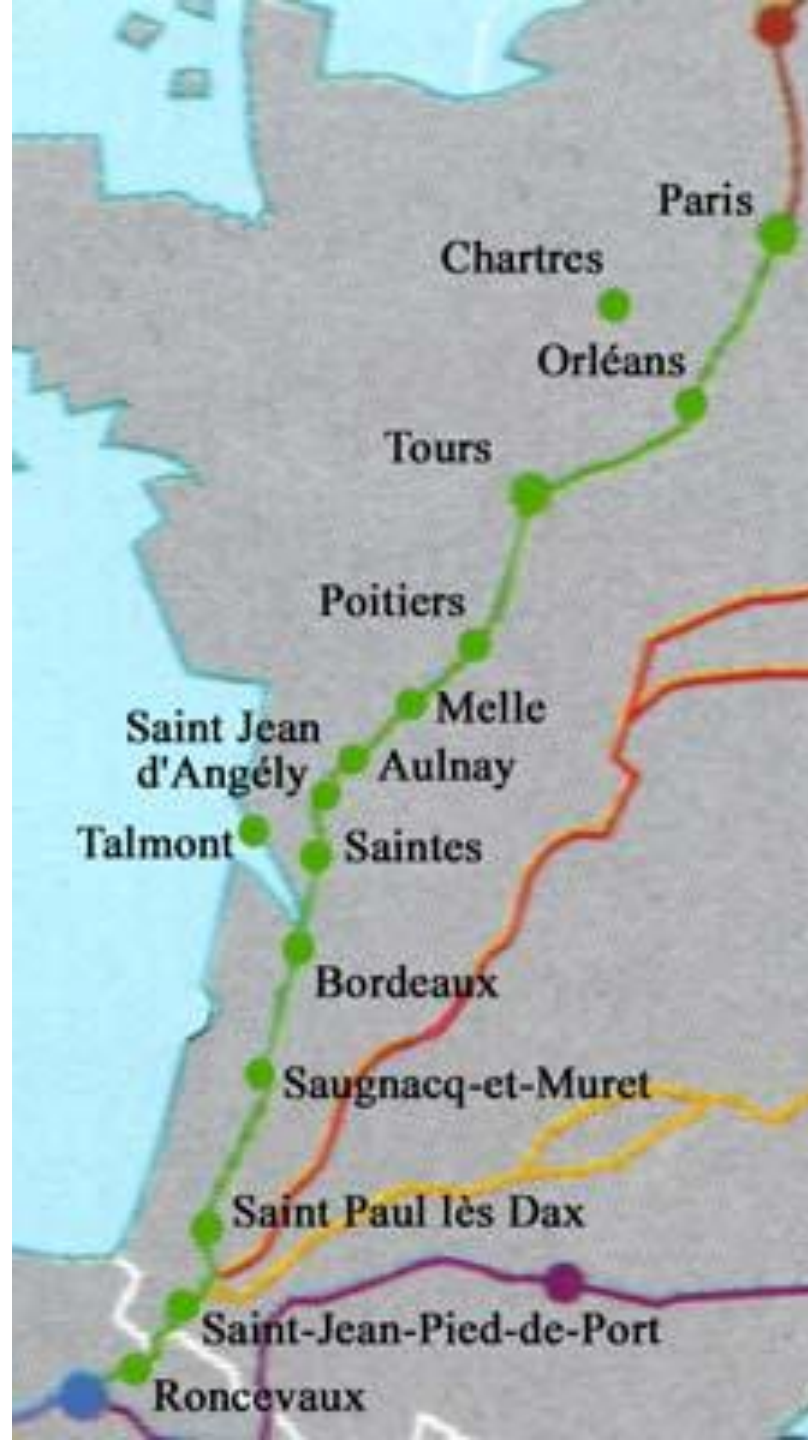 Paris
Chartres
Orléans
Tours
Poitiers
Melle
Saint Jean
d'Angély
Aulnay
Talmont
Saintes
Bordeaux
Saugnacq-et-Muret
Saint Paul lès Dax
Saint-Jean-Pied-de-Port
Roncevaux